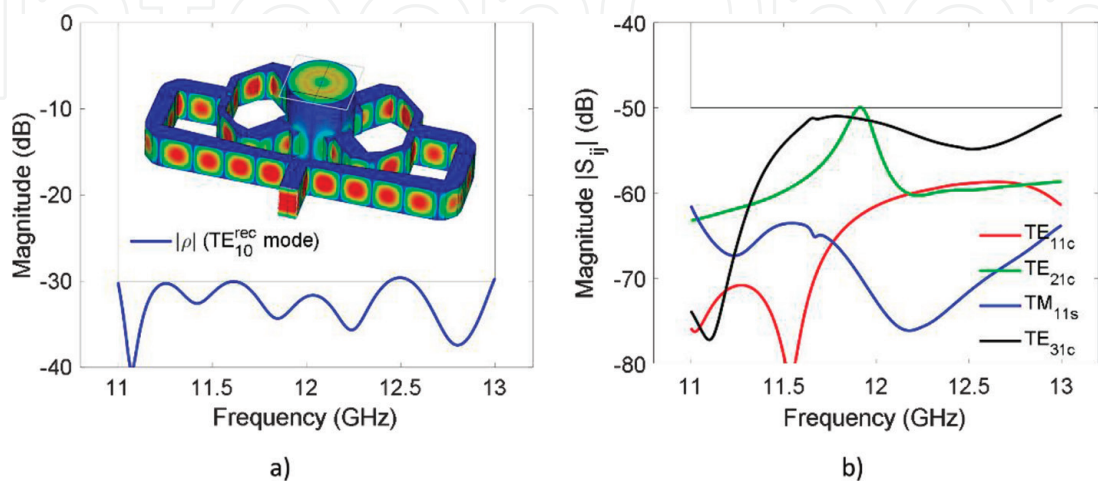 0
-10
-20
-30
-40
Magnitude (dB)
|ρ| (TE₁₀ʳᵉᶜ mode)
11
11.5
12
12.5
13
Frequency (GHz)
a)
-40
-50
-60
-70
-80
Magnitude |Sᵢⱼ| (dB)
TE₁₁c
TE₂₁c
TM₁₁s
TE₃₁c
11
11.5
12
12.5
13
Frequency (GHz)
b)